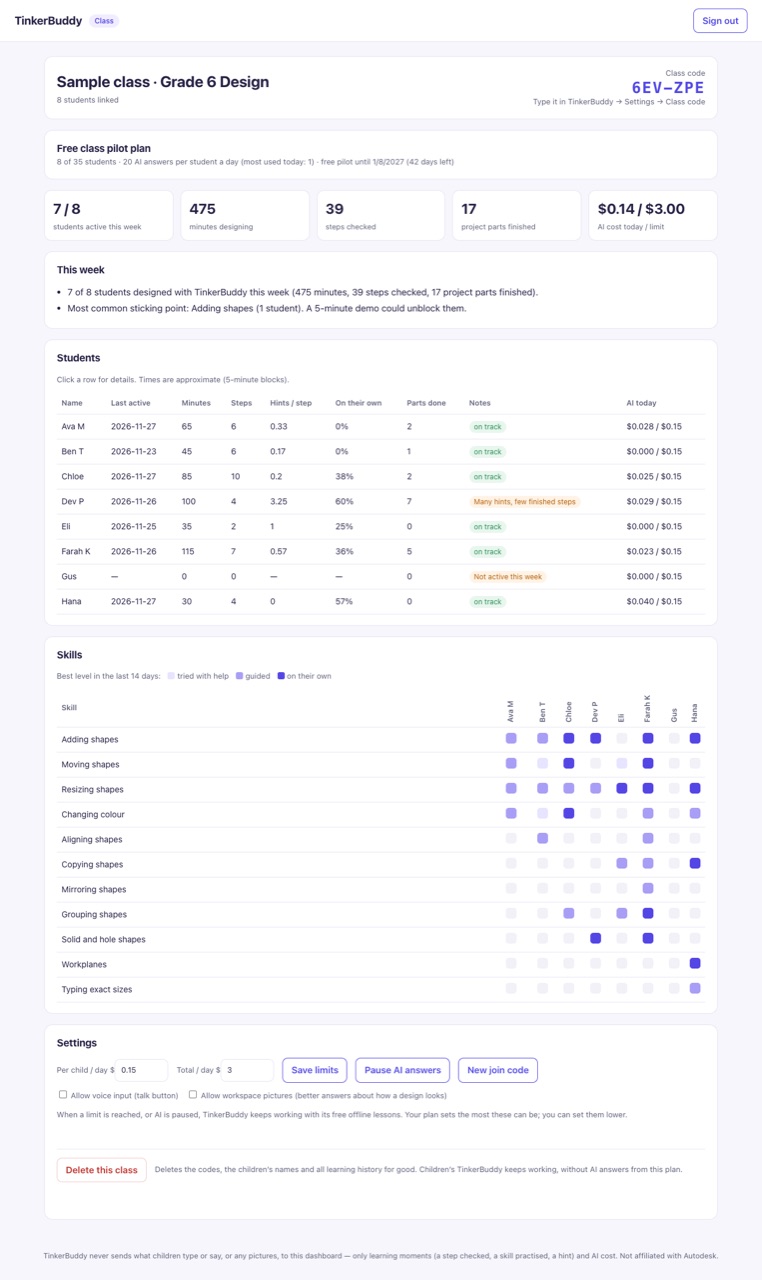 TinkerBuddy Class
Sign out
Sample class · Grade 6 Design
8 students linked
Class code
6EV-ZPE
Type it in TinkerBuddy → Settings → Class code
Free class pilot plan
8 of 35 students · 20 AI answers per student a day (most used today: 1) · free pilot until 1/8/2027 (42 days left)
7 / 8
students active this week
475
minutes designing
39
steps checked
17
project parts finished
$0.14 / $3.00
AI cost today / limit
This week
• 7 of 8 students designed with TinkerBuddy this week (475 minutes, 39 steps checked, 17 project parts finished).
• Most common sticking point: Adding shapes (1 student). A 5-minute demo could unblock them.
Students
Click a row for details. Times are approximate (5-minute blocks).
Name Last active Minutes Steps Hints / step On their own Parts done Notes AI today
Ava M 2026-11-27 65 6 0.33 0% 2 on track $0.028 / $0.15
Ben T 2026-11-23 45 6 0.17 0% 1 on track $0.000 / $0.15
Chloe 2026-11-27 85 10 0.2 38% 2 on track $0.025 / $0.15
Dev P 2026-11-26 100 4 3.25 60% 7 Many hints, few finished steps $0.029 / $0.15
Eli 2026-11-25 35 2 1 25% 0 on track $0.000 / $0.15
Farah K 2026-11-26 115 7 0.57 36% 5 on track $0.023 / $0.15
Gus — 0 0 — — 0 Not active this week $0.000 / $0.15
Hana 2026-11-27 30 4 0 57% 0 on track $0.040 / $0.15
Skills
Best level in the last 14 days: tried with help guided on their own
Skill Ava M Ben T Chloe Dev P Eli Farah K Gus Hana
Adding shapes
Moving shapes
Resizing shapes
Changing colour
Aligning shapes
Copying shapes
Mirroring shapes
Grouping shapes
Solid and hole shapes
Workplanes
Typing exact sizes
Settings
Per child / day $ 0.15 Total / day $ 3 Save limits Pause AI answers New join code
Allow voice input (talk button) Allow workspace pictures (better answers about how a design looks)
When a limit is reached, or AI is paused, TinkerBuddy keeps working with its free offline lessons. Your plan sets the most these can be; you can set them lower.
Delete this class Deletes the codes, the children's names and all learning history for good. Children's TinkerBuddy keeps working, without AI answers from this plan.
TinkerBuddy never sends what children type or say, or any pictures, to this dashboard — only learning moments (a step checked, a skill practised, a hint) and AI cost. Not affiliated with Autodesk.